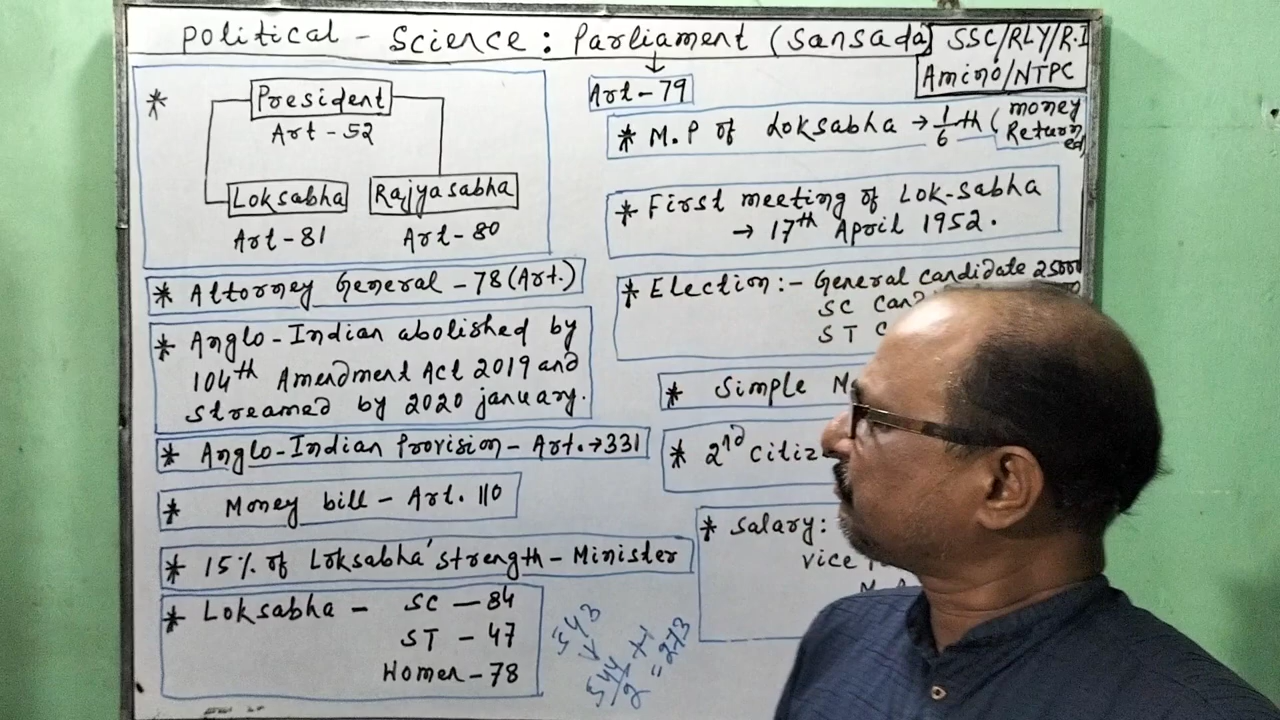 Political - Science : Parliament (Sansada)
SSC/RLY/R.I
Amino/NTPC
* President
Art - 52
Loksabha
Rajyasabha
Art - 81
Art - 80
* Attorney General - 78 (Art.)
* Anglo-Indian abolished by
104th Amendment Act 2019 and
streamed by 2020 january.
* Anglo-Indian Provision - Art. → 331
* Money bill - Art. 110
* 15% of Loksabha's strength - Minister
* Loksabha - SC - 84
ST - 47
Women - 78
543
544/2 + 1 = 273
Art - 79
* M.P of Loksabha → 1/6 th (money
Returned
* First meeting of Lok-Sabha
→ 17th April 1952.
* Election :- General candidate 25000
SC
ST
* Simple
* 2nd
* Salary :
vice